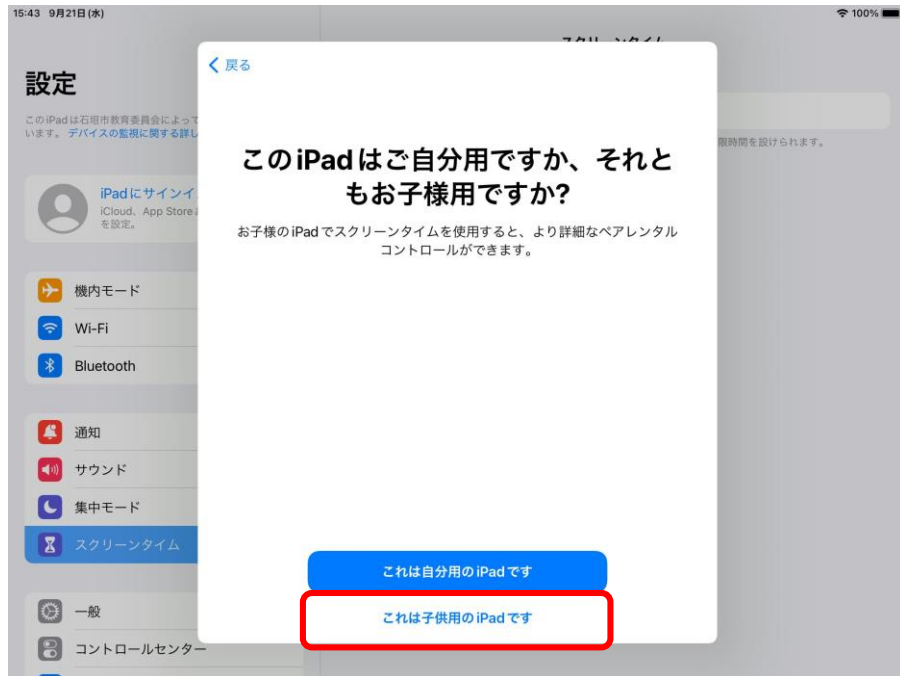 15:43 9月21日(水)
100%
スクリーンタイム
戻る
設定
このiPadは石垣市教育委員会によって
います。デバイスの監視に関する詳し
限時間を設けられます。
このiPadはご自分用ですか、それと
もお子様用ですか?
お子様のiPadでスクリーンタイムを使用すると、より詳細なペアレンタル
コントロールができます。
iPadにサインイ
iCloud、App Store
を設定。
機内モード
Wi-Fi
Bluetooth
通知
サウンド
集中モード
スクリーンタイム
これは自分用のiPadです
これは子供用のiPadです
一般
コントロールセンター